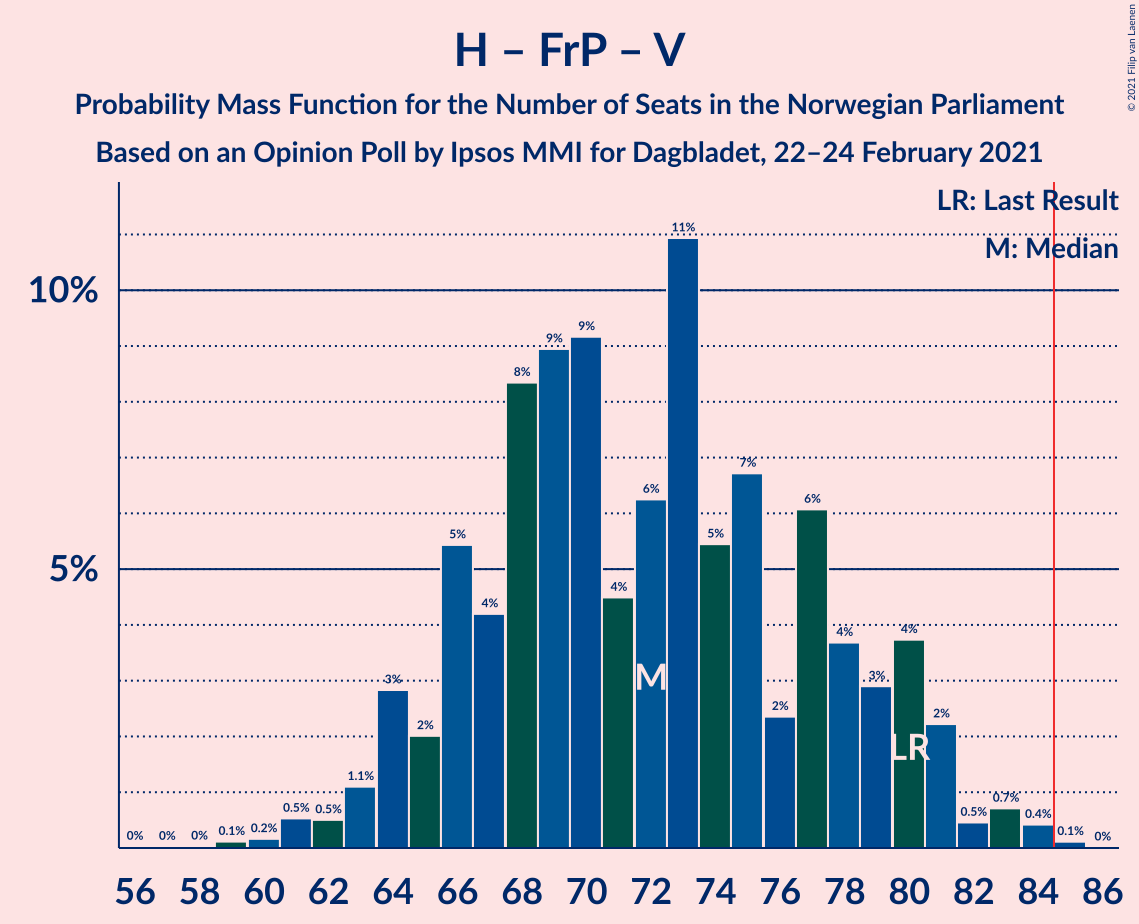 H – FrP – V
Probability Mass Function for the Number of Seats in the Norwegian Parliament
Based on an Opinion Poll by Ipsos MMI for Dagbladet, 22–24 February 2021
© 2021 Filip van Laenen
LR: Last Result
M: Median
10%
5%
0% 0% 0% 0.1% 0.2% 0.5% 0.5% 1.1% 3% 2% 5% 4% 8% 9% 9% 4% 6% 11% 5% 7% 2% 6% 4% 3% 4% 2% 0.5% 0.7% 0.4% 0.1% 0%
M
LR
56 58 60 62 64 66 68 70 72 74 76 78 80 82 84 86